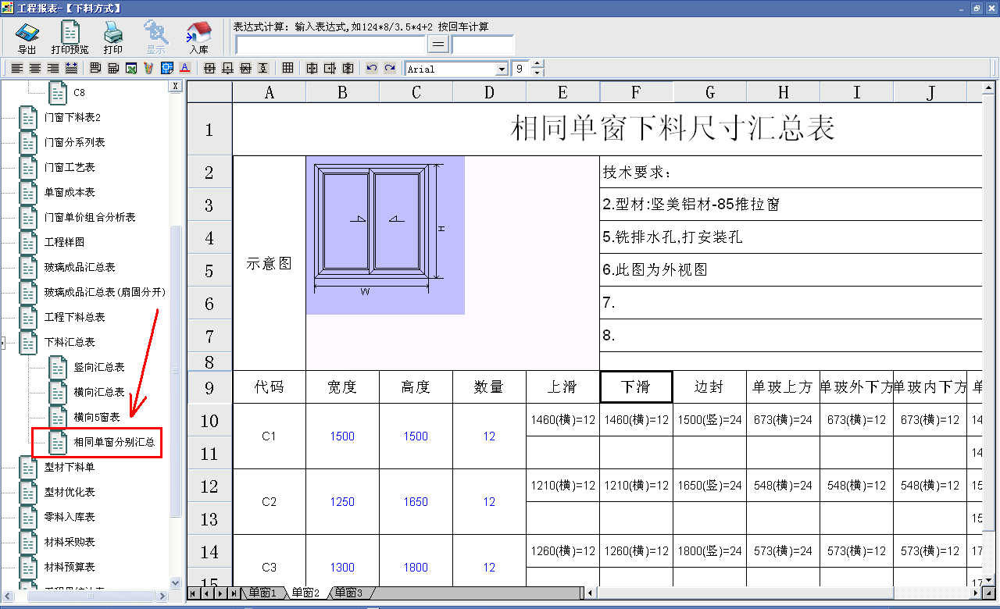 工程报表-【下料方式】
导出 打印预览 打印 显示 入库
表达式计算：输入表达式,如124*8/3.5*4+2 按回车计算
=
Arial 9
X
C8
门窗下料表2
门窗分系列表
门窗工艺表
单窗成本表
门窗单价组合分析表
工程样图
玻璃成品汇总表
玻璃成品汇总表(扇固分开)
工程下料总表
下料汇总表
竖向汇总表
横向汇总表
横向5窗表
相同单窗分别汇总
型材下料单
型材优化表
零料入库表
材料采购表
材料预算表
A B C D E F G H I J
1 相同单窗下料尺寸汇总表
2 技术要求：
3 2.型材:坚美铝材-85推拉窗
4 5.铣排水孔,打安装孔
5 示意图 6.此图为外视图
6 7.
7 8.
8
H
W
9 代码 宽度 高度 数量 上滑 下滑 边封 单玻上方 单玻外下方 单玻内下方 单
10 C1 1500 1500 12 1460(横)=12 1460(横)=12 1500(竖)=24 673(横)=24 673(横)=12 673(横)=12 14
11 14
12 C2 1250 1650 12 1210(横)=12 1210(横)=12 1650(竖)=24 548(横)=24 548(横)=12 548(横)=12 15
13 15
14 C3 1300 1800 12 1260(横)=12 1260(横)=12 1800(竖)=24 573(横)=24 573(横)=12 573(横)=12 17
15 17
单窗1 单窗2 单窗3